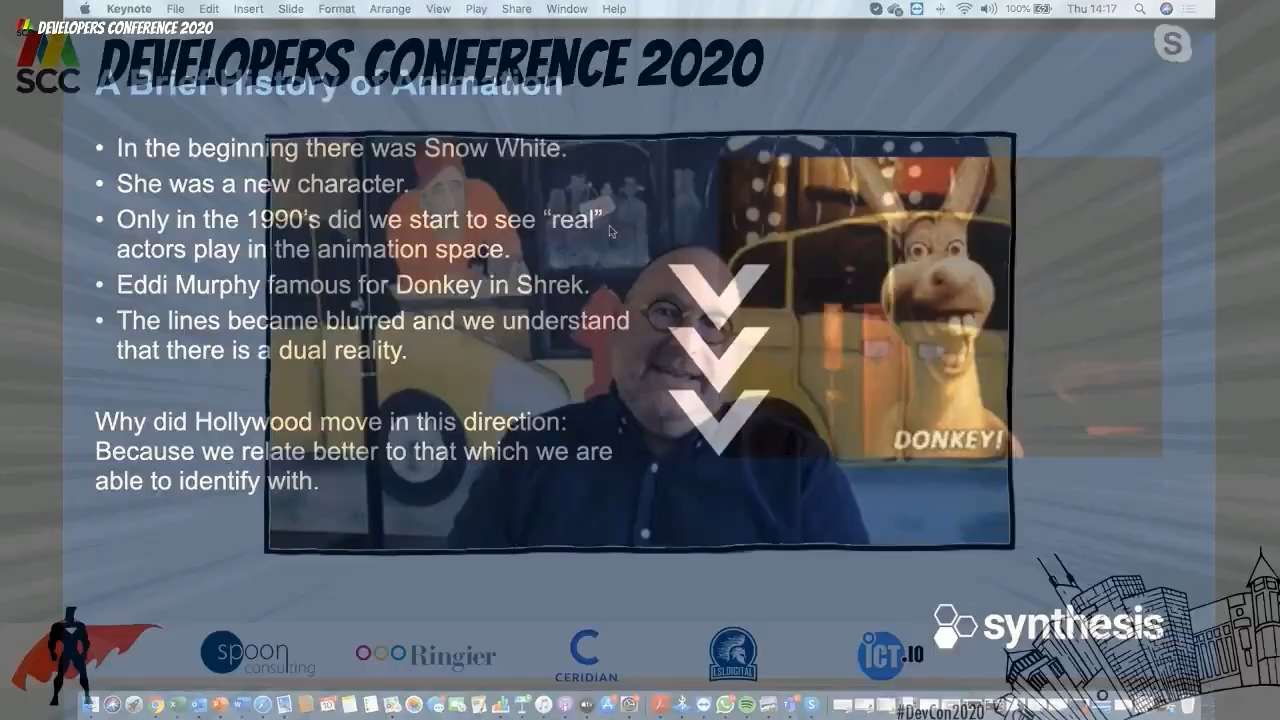 Keynote File Edit Insert Slide Format Arrange View Play Share Window Help 100% Thu 14:17
DEVELOPERS CONFERENCE 2020
SCC DEVELOPERS CONFERENCE 2020
S
A Brief History of Animation
• In the beginning there was Snow White.
• She was a new character.
• Only in the 1990’s did we start to see “real”
actors play in the animation space.
• Eddi Murphy famous for Donkey in Shrek.
• The lines became blurred and we understand
that there is a dual reality.
DONKEY!
Why did Hollywood move in this direction:
Because we relate better to that which we are
able to identify with.
synthesis
spoon
consulting
Ringier
CERIDIAN
LSLDIGITAL
ICT.IO
#DevCon2020